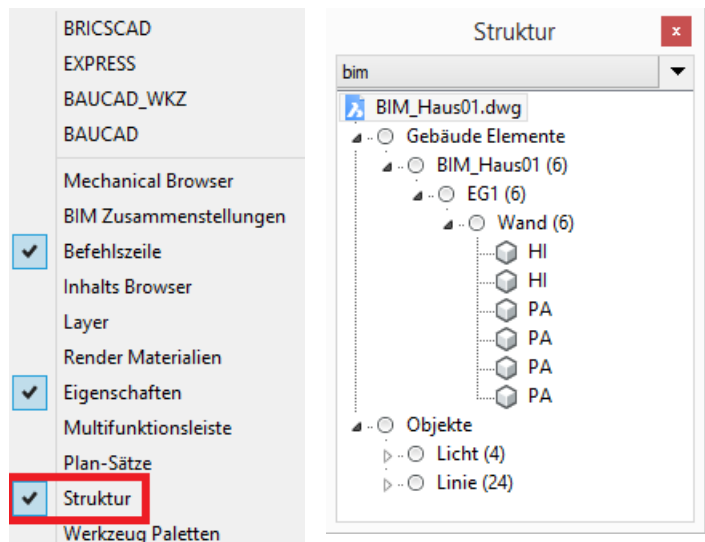 BRICSCAD
EXPRESS
BAUCAD_WKZ
BAUCAD
Mechanical Browser
BIM Zusammenstellungen
Befehlszeile
Inhalts Browser
Layer
Render Materialien
Eigenschaften
Multifunktionsleiste
Plan-Sätze
Struktur
Werkzeug Paletten
Struktur
x
bim
BIM_Haus01.dwg
Gebäude Elemente
BIM_Haus01 (6)
EG1 (6)
Wand (6)
HI
HI
PA
PA
PA
PA
Objekte
Licht (4)
Linie (24)